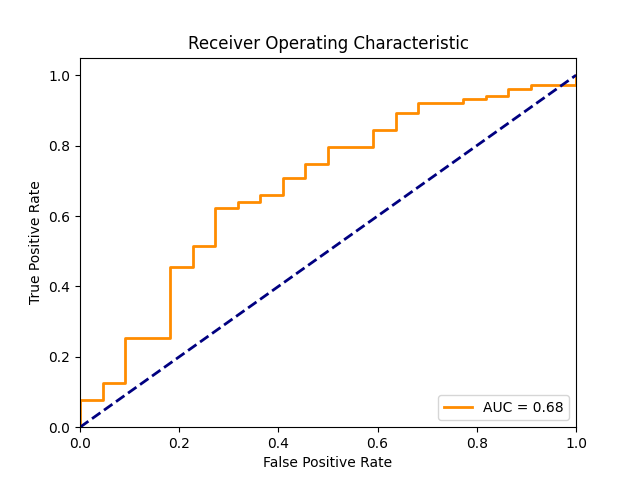 Receiver Operating Characteristic
1.0
0.8
0.6
0.4
0.2
0.0
True Positive Rate
AUC = 0.68
0.0 0.2 0.4 0.6 0.8 1.0
False Positive Rate